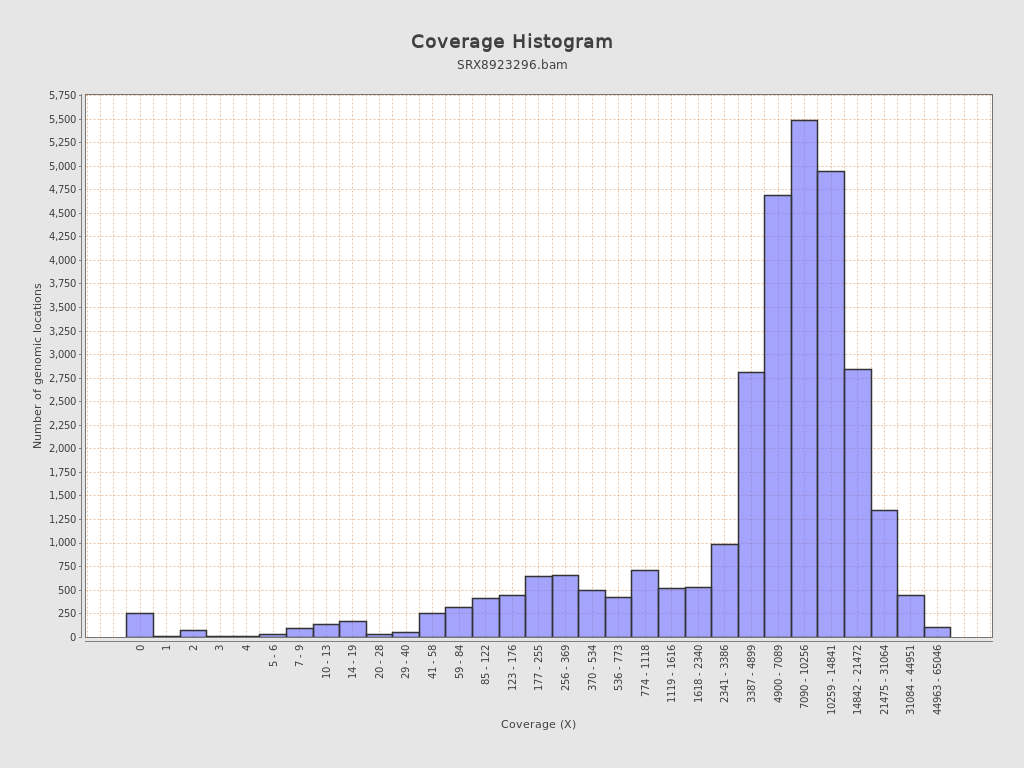 Coverage Histogram
SRX8923296.bam
5,750
5,500
5,250
5,000
4,750
4,500
4,250
4,000
3,750
3,500
3,250
3,000
2,750
2,500
2,250
2,000
1,750
1,500
1,250
1,000
750
500
250
0
Number of genomic locations
0
1
2
3
4
5 - 6
7 - 9
10 - 13
14 - 19
20 - 28
29 - 40
41 - 58
59 - 84
85 - 122
123 - 176
177 - 255
256 - 369
370 - 534
536 - 773
774 - 1118
1119 - 1616
1618 - 2340
2341 - 3386
3387 - 4899
4900 - 7089
7090 - 10256
10259 - 14841
14842 - 21472
21475 - 31064
31084 - 44951
44963 - 65046
Coverage (X)